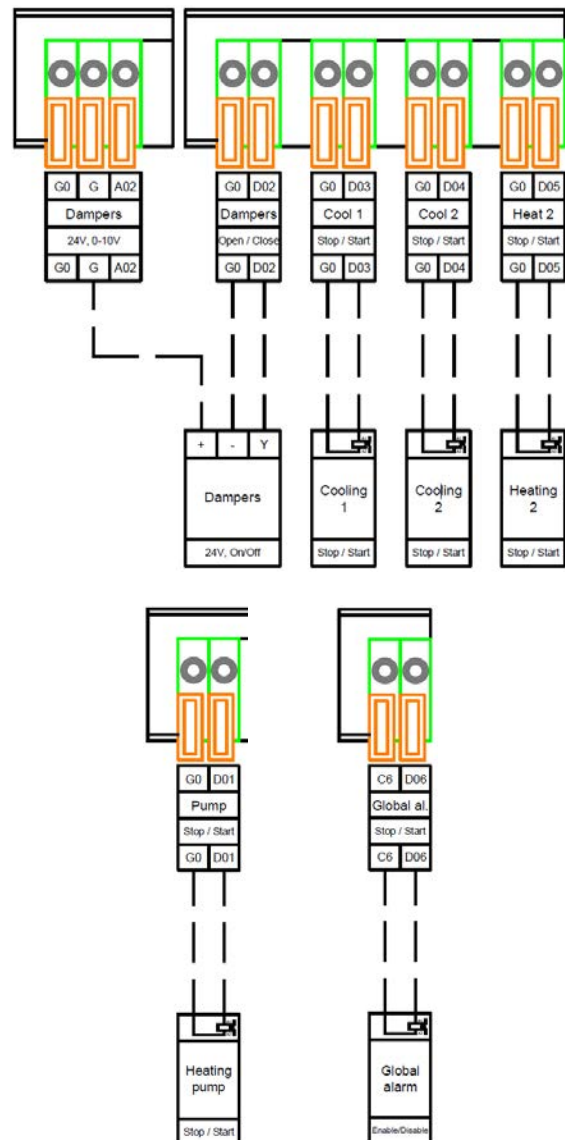 G0 G A02 G0 D02 G0 D03 G0 D04 G0 D05
Dampers Dampers Cool 1 Cool 2 Heat 2
24V, 0-10V Open / Close Stop / Start Stop / Start Stop / Start
G0 G A02 G0 D02 G0 D03 G0 D04 G0 D05
+ - Y
Dampers Cooling Cooling Heating
1 2 2
24V, On/Off Stop / Start Stop / Start Stop / Start
G0 D01 C6 D06
Pump Global al.
Stop / Start Stop / Start
G0 D01 C6 D06
Heating Global
pump alarm
Stop / Start Enable/Disable